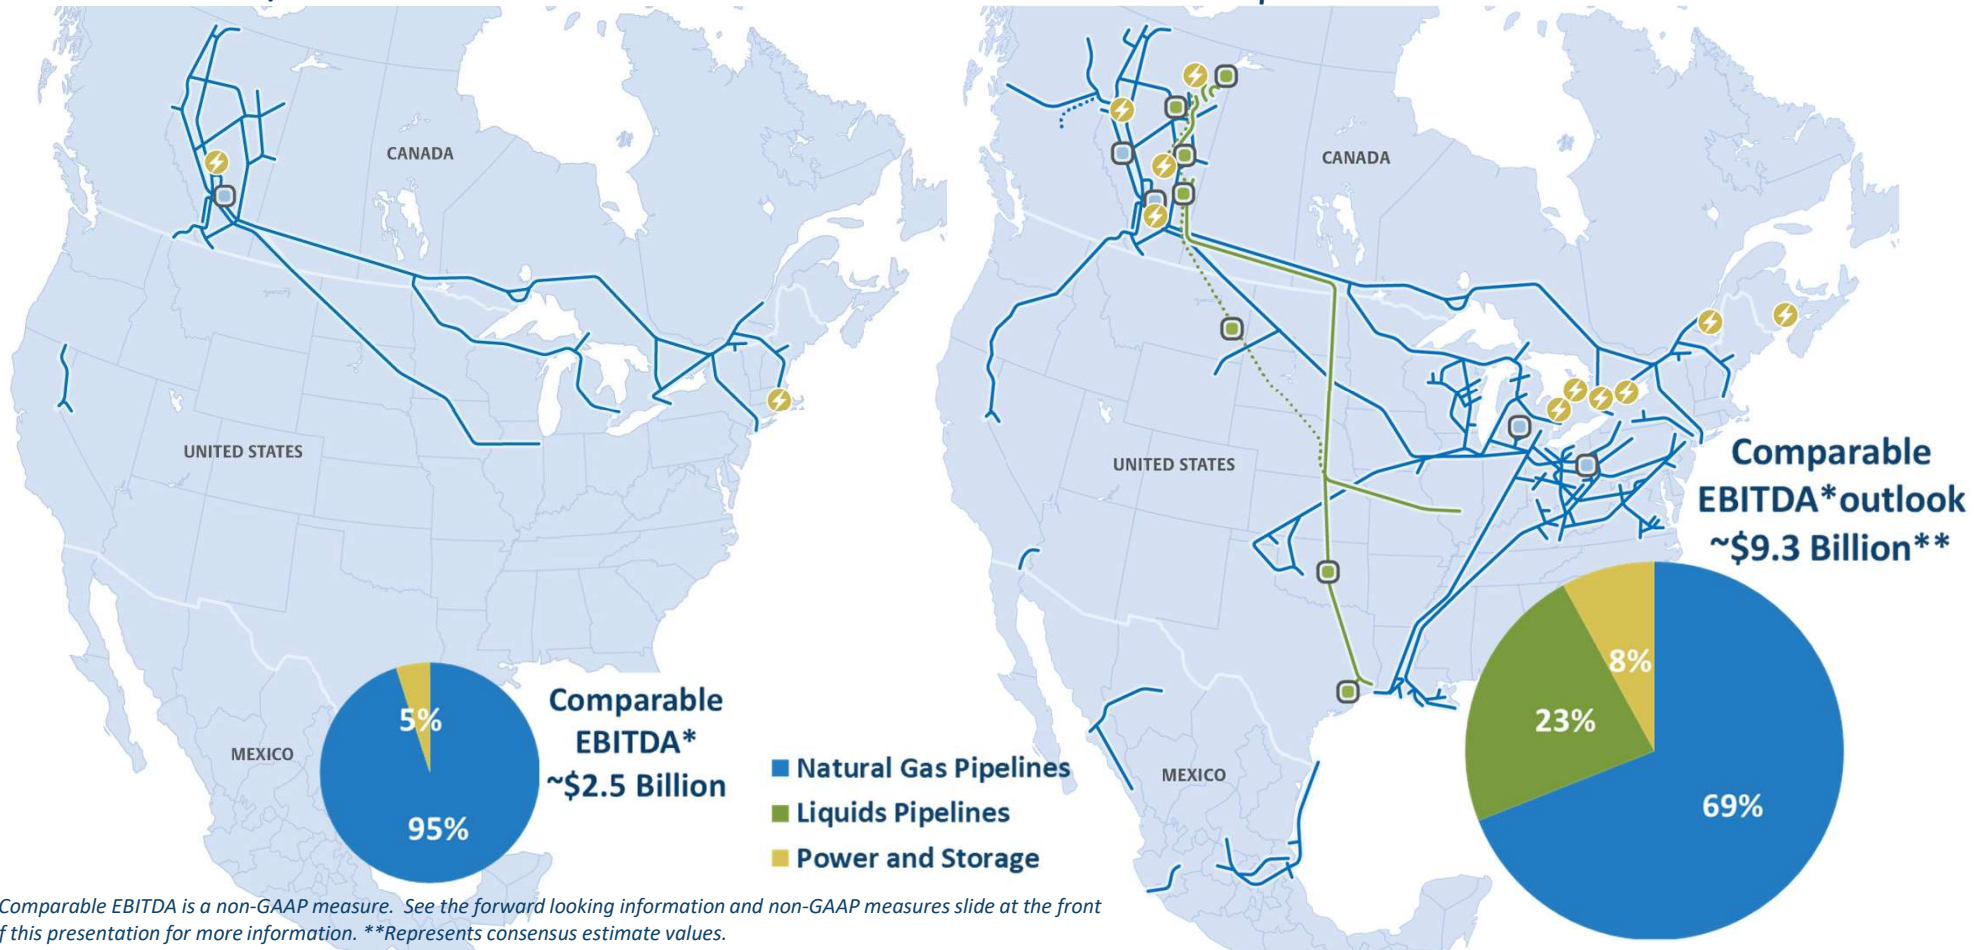 CANADA
UNITED STATES
MEXICO
5%
95%
Comparable
EBITDA*
~$2.5 Billion
Natural Gas Pipelines
Liquids Pipelines
Power and Storage
CANADA
UNITED STATES
MEXICO
Comparable
EBITDA*outlook
~$9.3 Billion**
8%
23%
69%
Comparable EBITDA is a non-GAAP measure. See the forward looking information and non-GAAP measures slide at the front
f this presentation for more information. **Represents consensus estimate values.